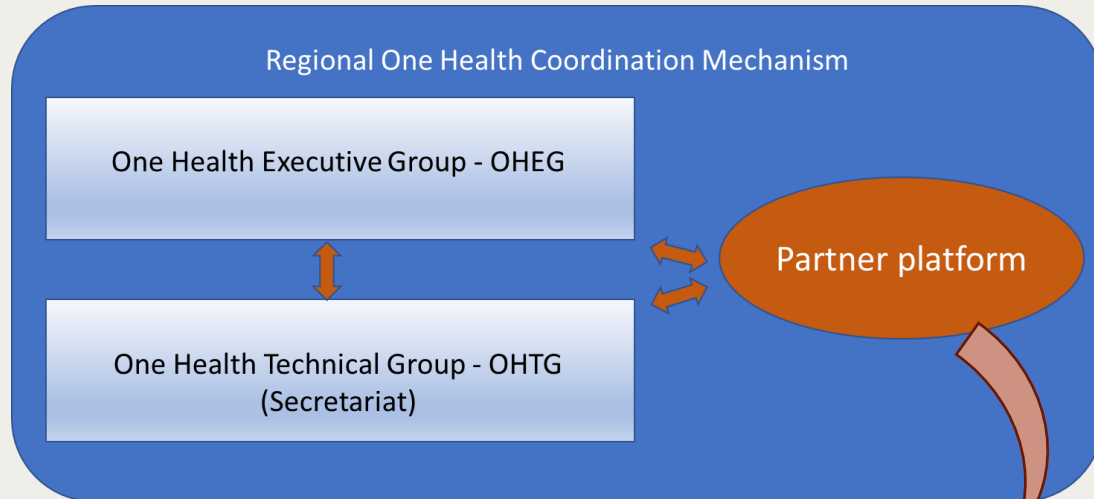 Regional One Health Coordination Mechanism
One Health Executive Group - OHEG
Partner platform
One Health Technical Group - OHTG
(Secretariat)